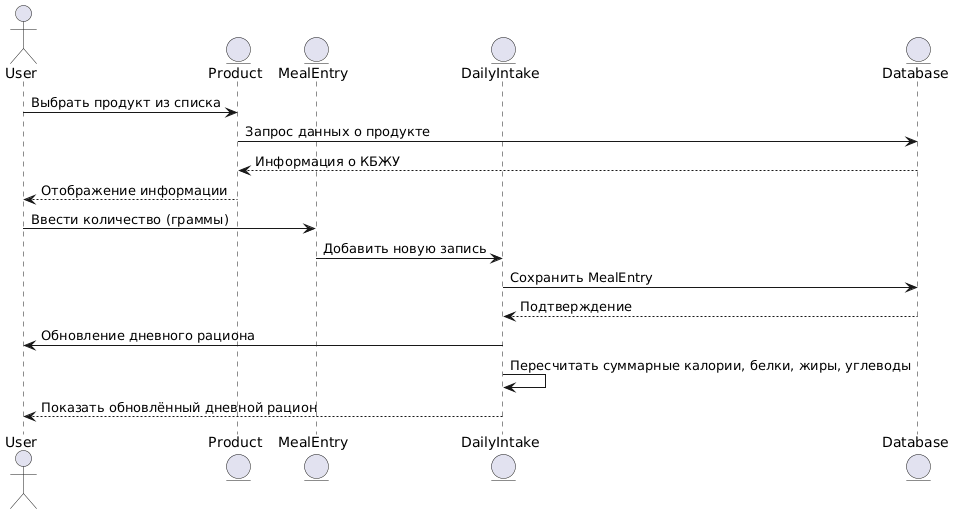 User
Product
MealEntry
DailyIntake
Database
Выбрать продукт из списка
Запрос данных о продукте
Информация о КБЖУ
Отображение информации
Ввести количество (граммы)
Добавить новую запись
Сохранить MealEntry
Подтверждение
Обновление дневного рациона
Пересчитать суммарные калории, белки, жиры, углеводы
Показать обновлённый дневной рацион
User
Product
MealEntry
DailyIntake
Database